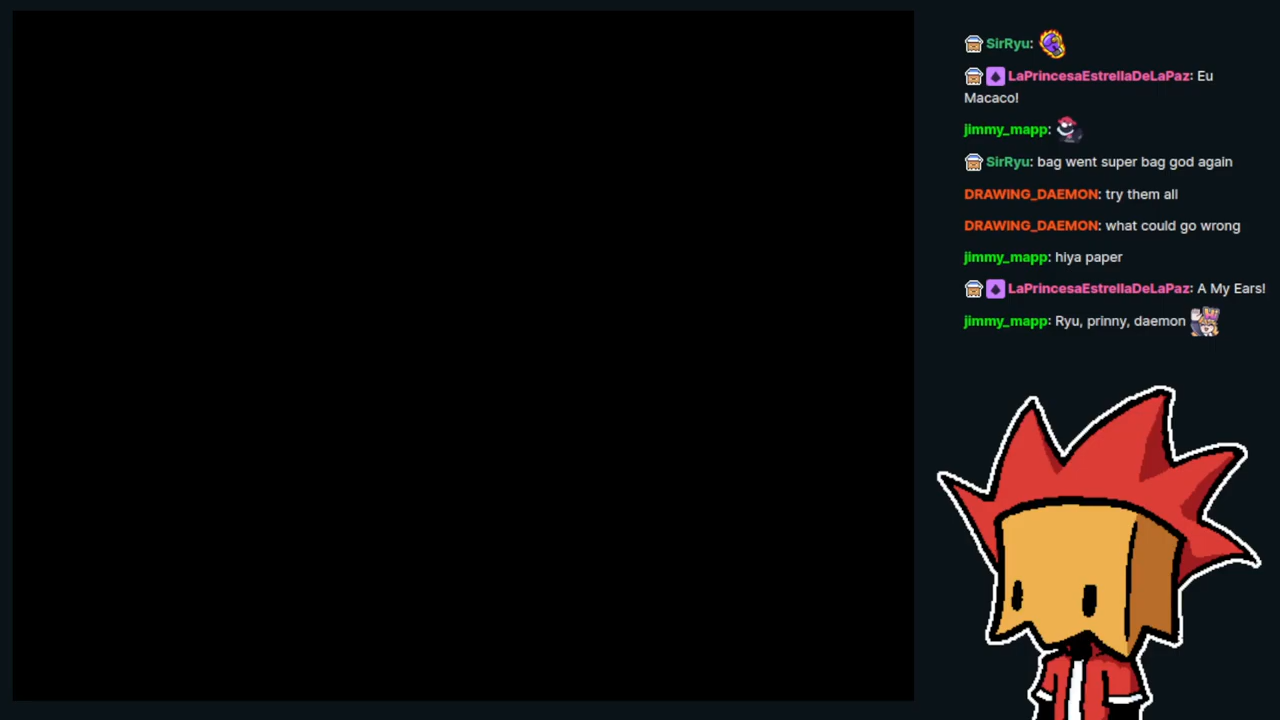 SirRyu:
LaPrincesaEstrellaDeLaPaz: Eu
Macaco!
jimmy_mapp:
SirRyu: bag went super bag god again
DRAWING_DAEMON: try them all
DRAWING_DAEMON: what could go wrong
jimmy_mapp: hiya paper
LaPrincesaEstrellaDeLaPaz: A My Ears!
jimmy_mapp: Ryu, prinny, daemon